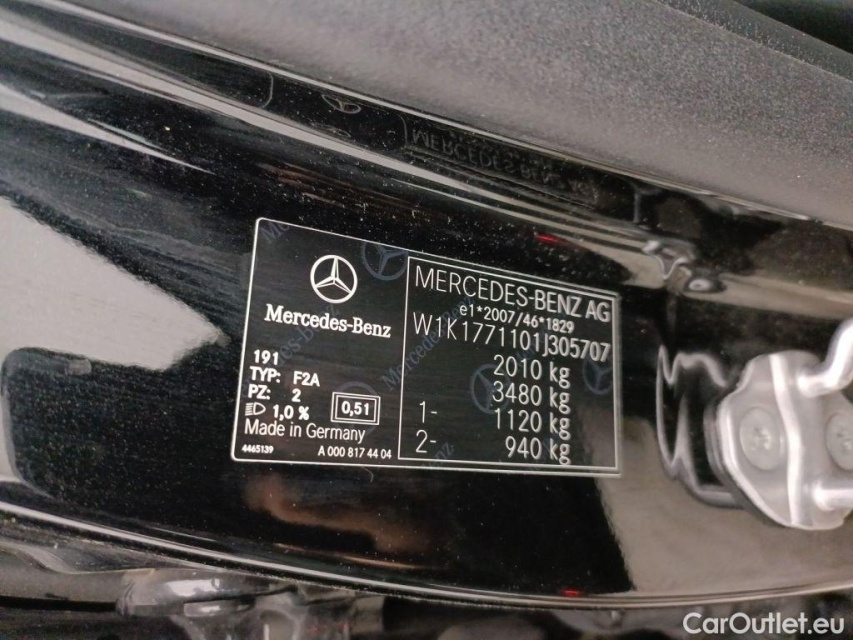 Mercedes-Benz
191
TYP: F2A
PZ: 2
1,0 %
0,51
Made in Germany
4465139
A 000 817 44 04
MERCEDES-BENZ AG
e1*2007/46*1829
W1K1771101J305707
2010 kg
3480 kg
1- 1120 kg
2- 940 kg
CarOutlet.eu